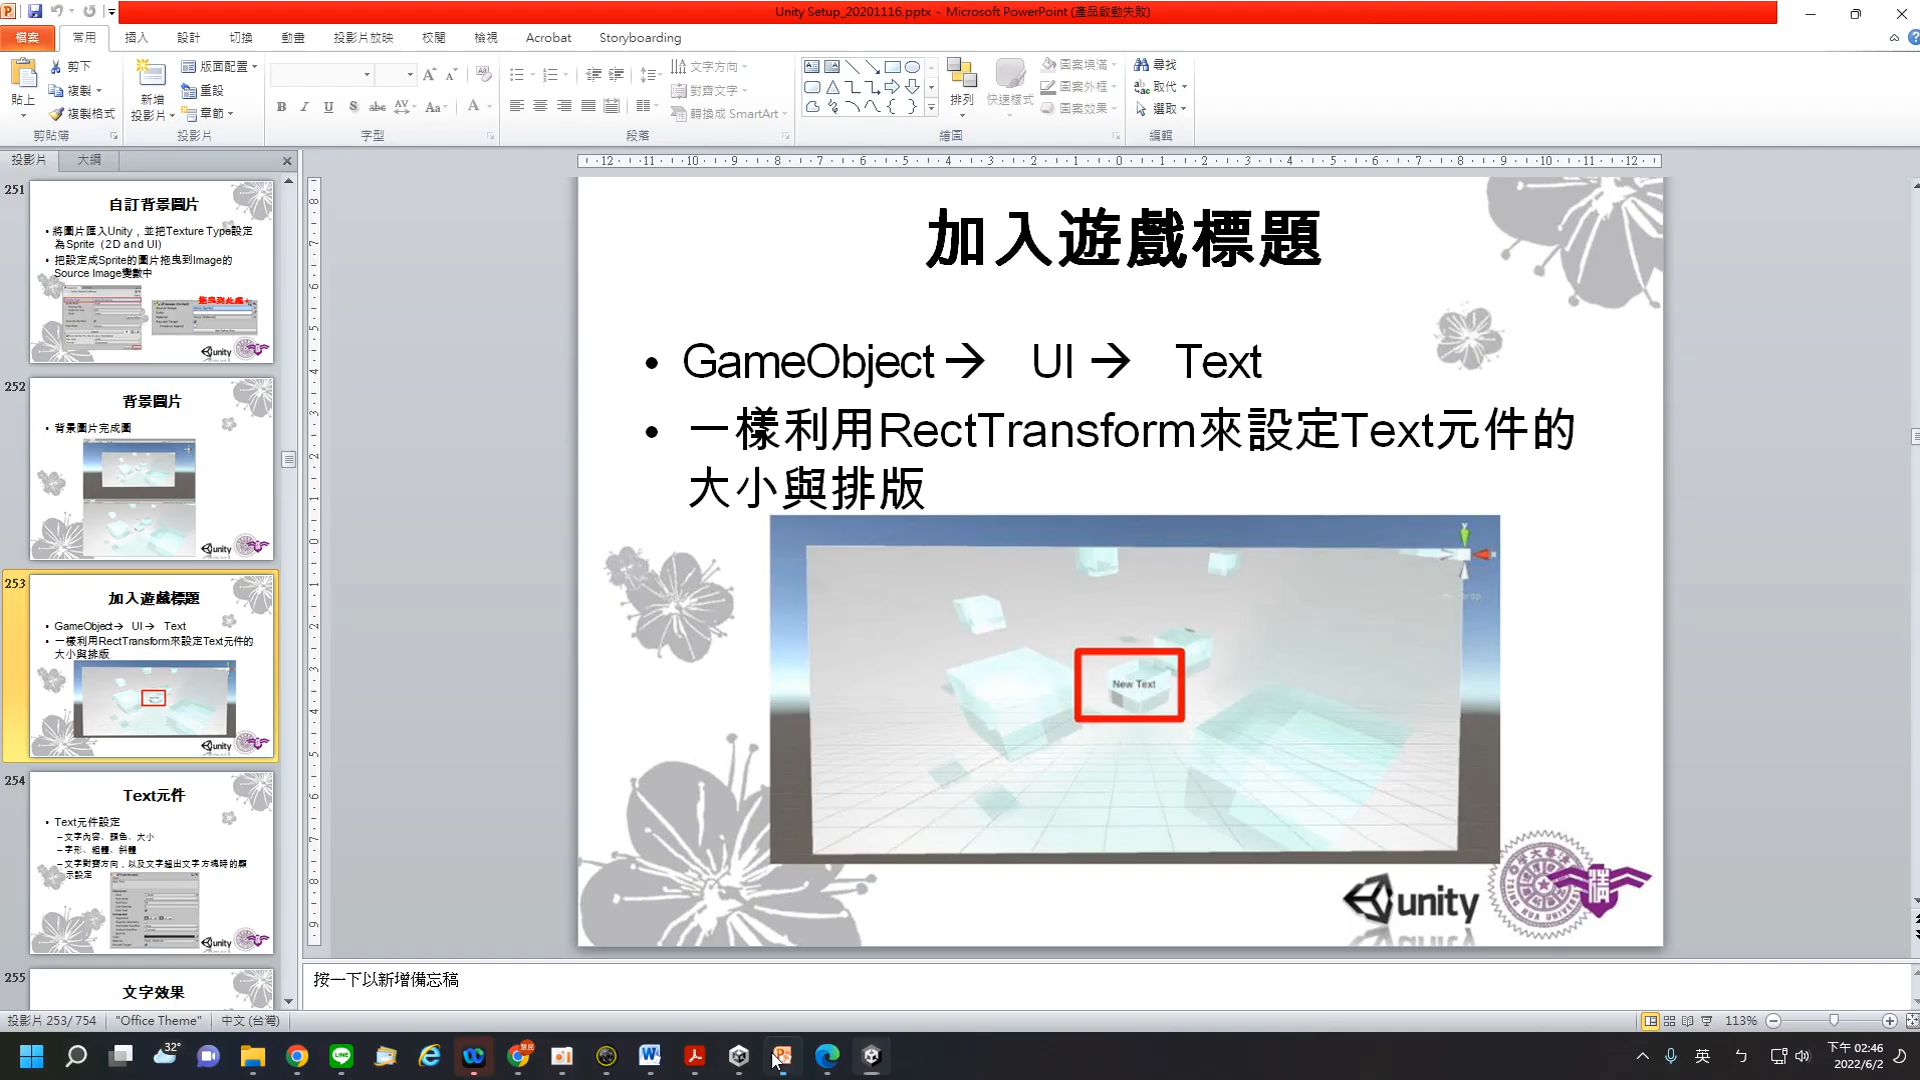 Unity Setup_20201116.pptx - Microsoft PowerPoint (產品啟動失敗)
檔案 常用 插入 設計 切換 動畫 投影片放映 校閱 檢視 Acrobat Storyboarding
貼上
剪下
複製
複製格式
剪貼簿
新增
投影片
版面配置
重設
章節
投影片
字型
文字方向
對齊文字
轉換成 SmartArt
段落
排列
快速樣式
圖案填滿
圖案外框
圖案效果
繪圖
尋找
取代
選取
編輯
投影片 大綱
251
自訂背景圖片
將圖片匯入Unity,並把Texture Type設定
為Sprite(2D and UI)
把設定成Sprite的圖片拖曳到Image的
Source Image變數中
拖曳到此處
unity
252
背景圖片
背景圖片完成圖
unity
253
加入遊戲標題
GameObject→ UI→ Text
一樣利用RectTransform來設定Text元件的
大小與排版
unity
254
Text元件
Text元件設定
–文字內容、顏色、大小
–字形、粗體、斜體
–文字對齊方向,以及文字超出文字方塊時的顯
示設定
unity
255
文字效果
加入遊戲標題
• GameObject→ UI→ Text
• 一樣利用RectTransform來設定Text元件的
大小與排版
New Text
unity
按一下以新增備忘稿
投影片 253/754 "Office Theme" 中文 (台灣) 113%
32°
英
下午 02:46
2022/6/2